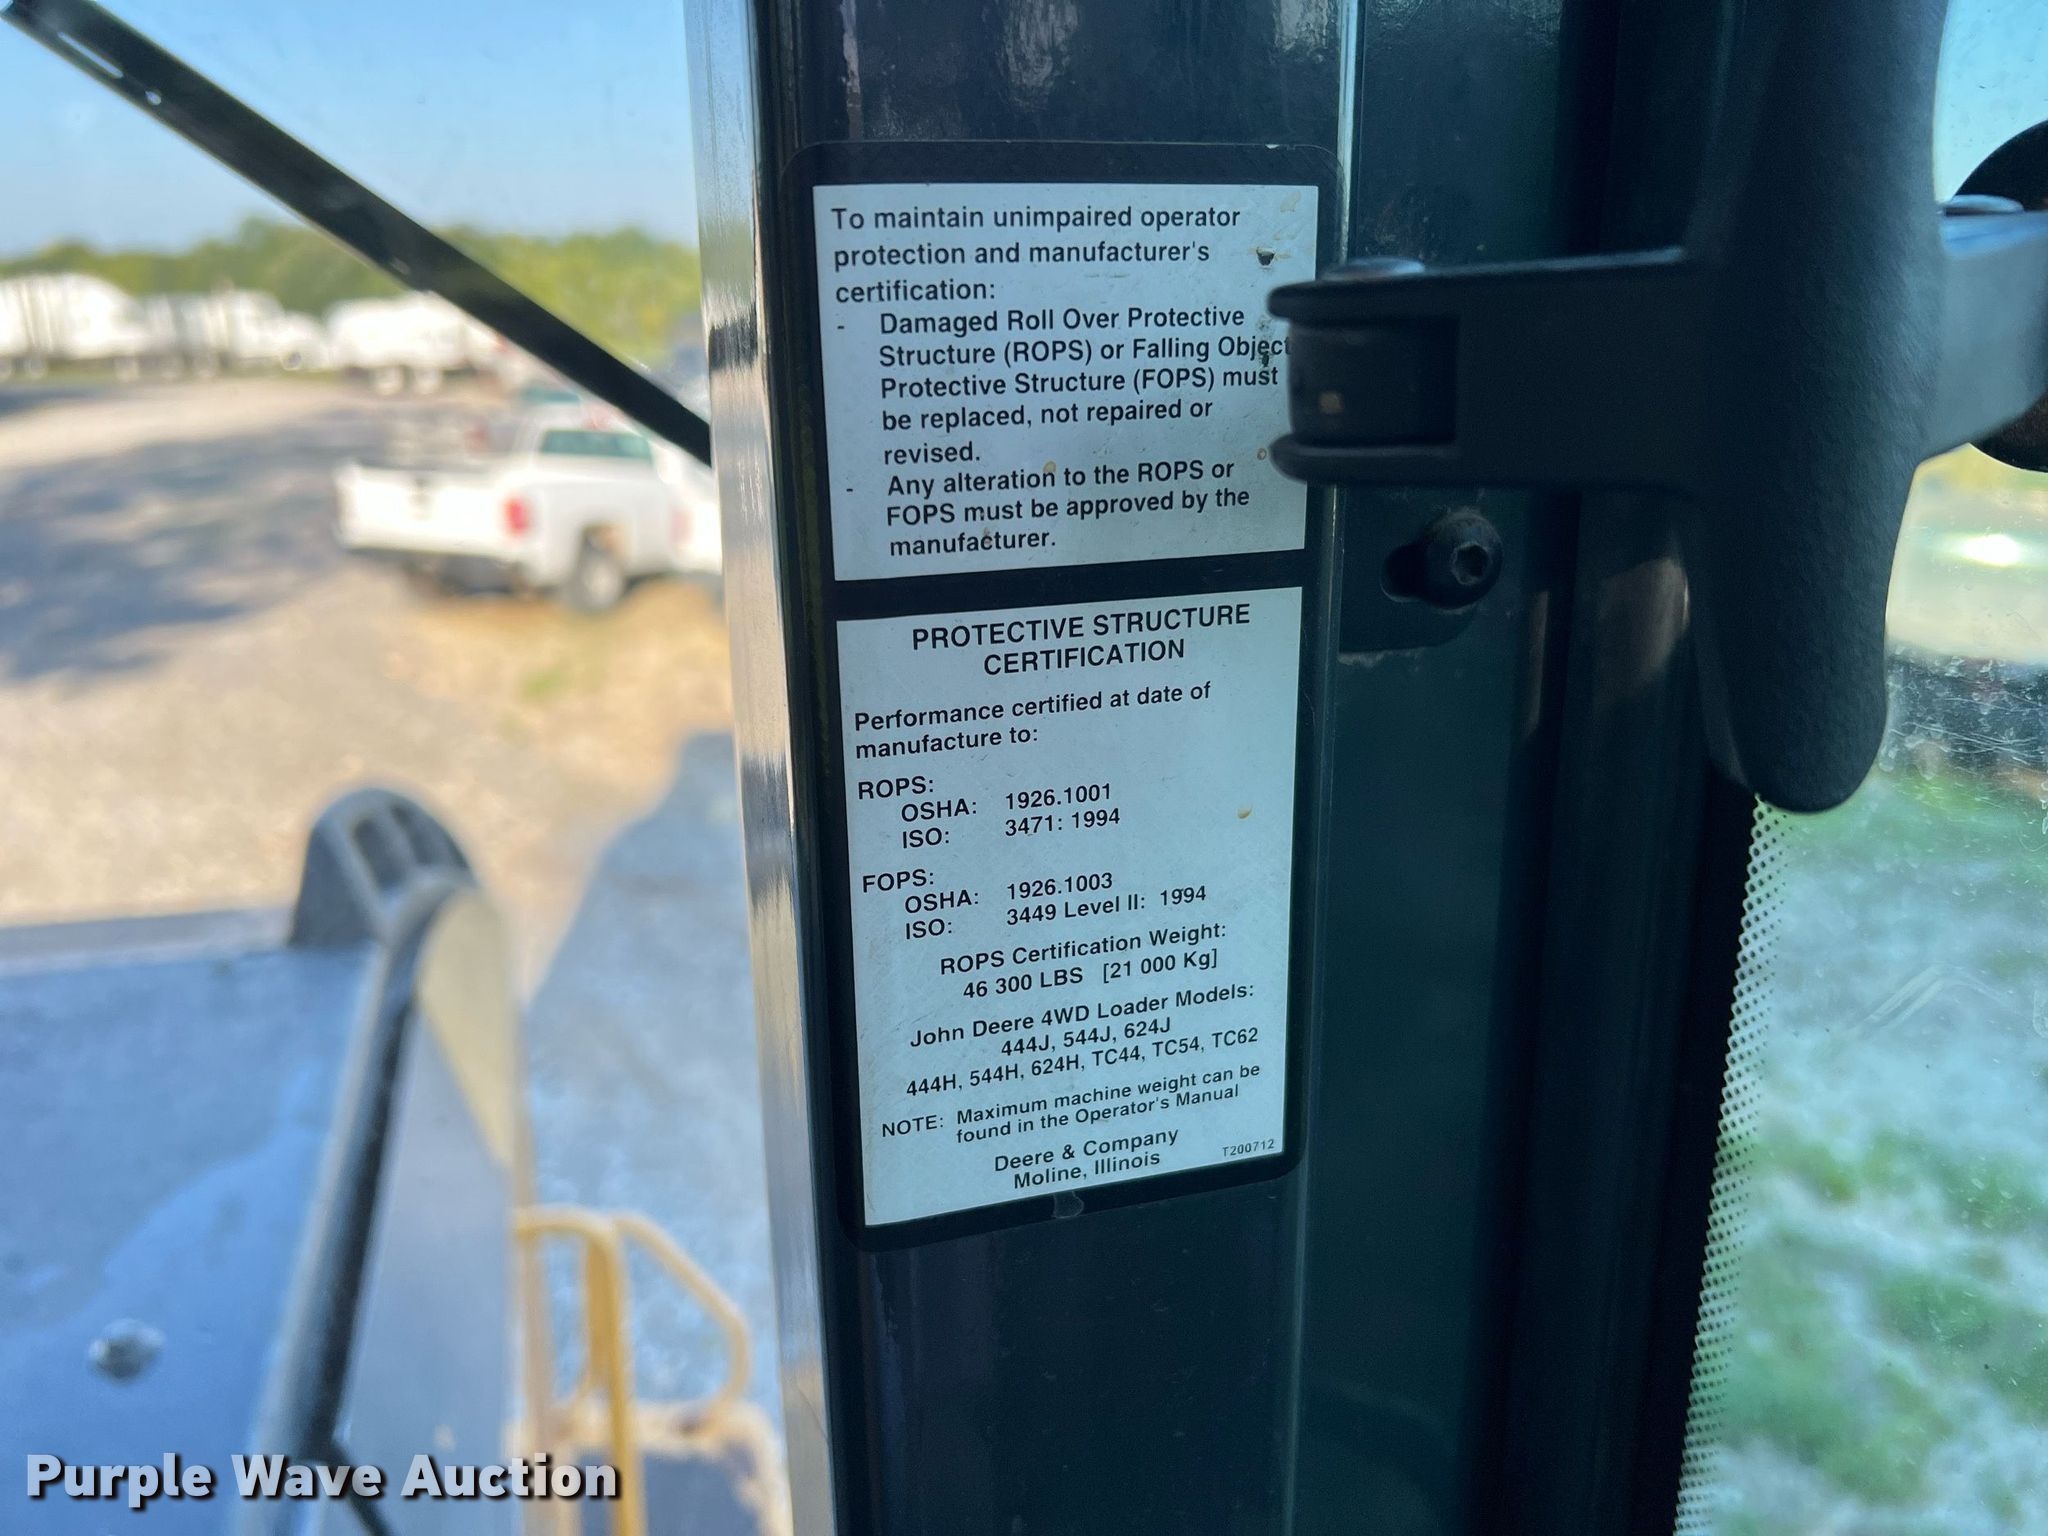 To maintain unimpaired operator
protection and manufacturer's
certification:
- Damaged Roll Over Protective
Structure (ROPS) or Falling Object
Protective Structure (FOPS) must
be replaced, not repaired or
revised.
- Any alteration to the ROPS or
FOPS must be approved by the
manufacturer.
PROTECTIVE STRUCTURE
CERTIFICATION
Performance certified at date of
manufacture to:
ROPS:
OSHA: 1926.1001
ISO: 3471: 1994
FOPS:
OSHA: 1926.1003
ISO: 3449 Level II: 1994
ROPS Certification Weight:
46 300 LBS [21 000 Kg]
John Deere 4WD Loader Models:
444J, 544J, 624J
444H, 544H, 624H, TC44, TC54, TC62
NOTE: Maximum machine weight can be
found in the Operator's Manual
Deere & Company
Moline, Illinois
T200712
Purple Wave Auction